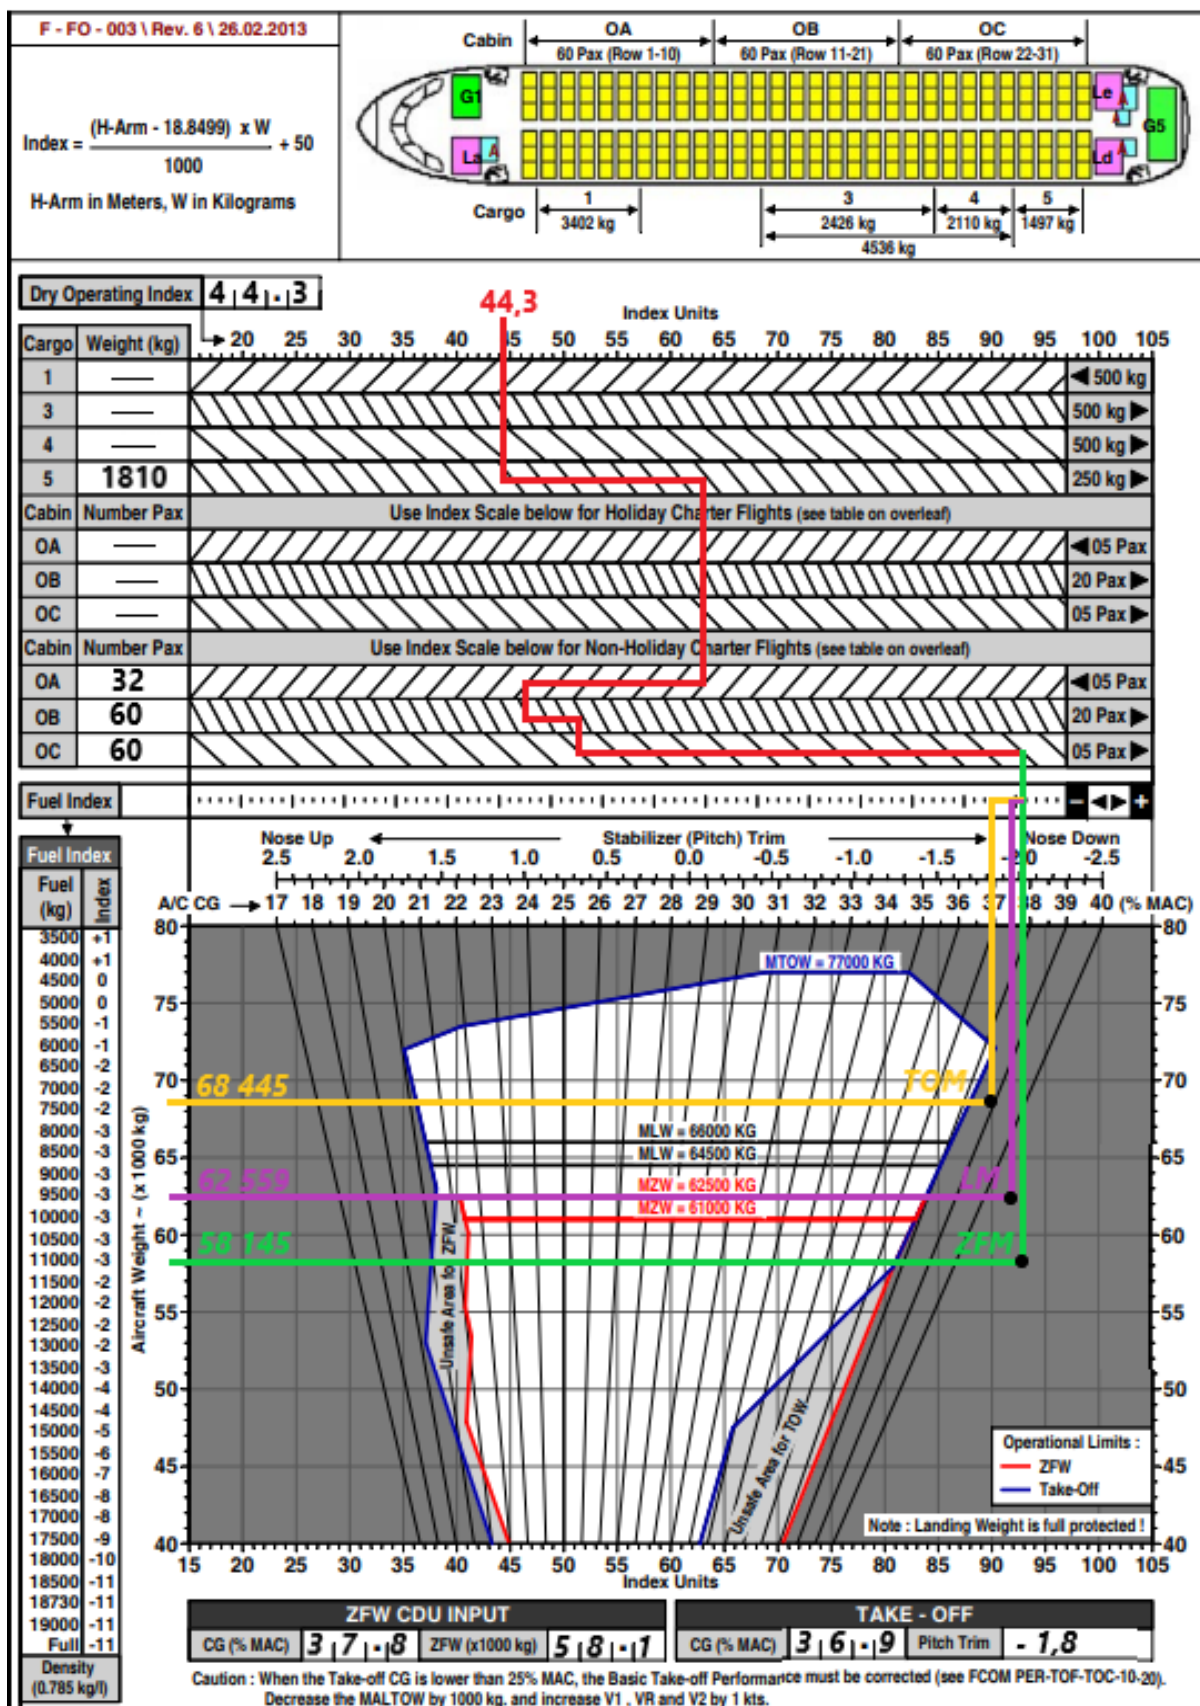 F - FO - 003 \ Rev. 6 \ 26.02.2013
Index = (H-Arm - 18.8499) x W / 1000 + 50
H-Arm in Meters, W in Kilograms
Cabin OA OB OC
60 Pax (Row 1-10) 60 Pax (Row 11-21) 60 Pax (Row 22-31)
G1 Le A A G5
La A Ld A
Cargo 1 3 4 5
3402 kg 2426 kg 2110 kg 1497 kg
4536 kg
Dry Operating Index 44.3
44,3
Index Units
Cargo Weight (kg) 20 25 30 35 40 45 50 55 60 65 70 75 80 85 90 95 100 105
1 — 500 kg
3 — 500 kg
4 — 500 kg
5 1810 250 kg
Cabin Number Pax Use Index Scale below for Holiday Charter Flights (see table on overleaf)
OA — 05 Pax
OB — 20 Pax
OC — 05 Pax
Cabin Number Pax Use Index Scale below for Non-Holiday Charter Flights (see table on overleaf)
OA 32 05 Pax
OB 60 20 Pax
OC 60 05 Pax
Fuel Index - +
Nose Up Stabilizer (Pitch) Trim Nose Down
2.5 2.0 1.5 1.0 0.5 0.0 -0.5 -1.0 -1.5 -2.0 -2.5
A/C CG 17 18 19 20 21 22 23 24 25 26 27 28 29 30 31 32 33 34 35 36 37 38 39 40 (% MAC)
Fuel Index
Fuel (kg) Index
3500 +1
4000 +1
4500 0
5000 0
5500 -1
6000 -1
6500 -2
7000 -2
7500 -2
8000 -3
8500 -3
9000 -3
9500 -3
10000 -3
10500 -3
11000 -3
11500 -2
12000 -2
12500 -2
13000 -2
13500 -3
14000 -4
14500 -4
15000 -5
15500 -6
16000 -7
16500 -8
17000 -8
17500 -9
18000 -10
18500 -11
18730 -11
19000 -11
Full -11
Density
(0.785 kg/l)
Aircraft Weight ~ (x 1000 kg)
80 80
MTOW = 77000 KG
75 75
70 70
68 445 TOM
MLW = 66000 KG
65 65
MLW = 64500 KG
62 559 LM
MZW = 62500 KG
MZW = 61000 KG
60 60
58 145 ZFM
Unsafe Area for ZFW
55 55
50 50
Unsafe Area for TOW
Operational Limits :
ZFW
Take-Off
45 45
Note : Landing Weight is full protected !
40 40
15 20 25 30 35 40 45 50 55 60 65 70 75 80 85 90 95 100 105
Index Units
ZFW CDU INPUT TAKE - OFF
CG (% MAC) 37.8 ZFW (x1000 kg) 58.1 CG (% MAC) 36.9 Pitch Trim - 1,8
Caution : When the Take-off CG is lower than 25% MAC, the Basic Take-off Performance must be corrected (see FCOM PER-TOF-TOC-10-20).
Decrease the MALTOW by 1000 kg. and increase V1 , VR and V2 by 1 kts.